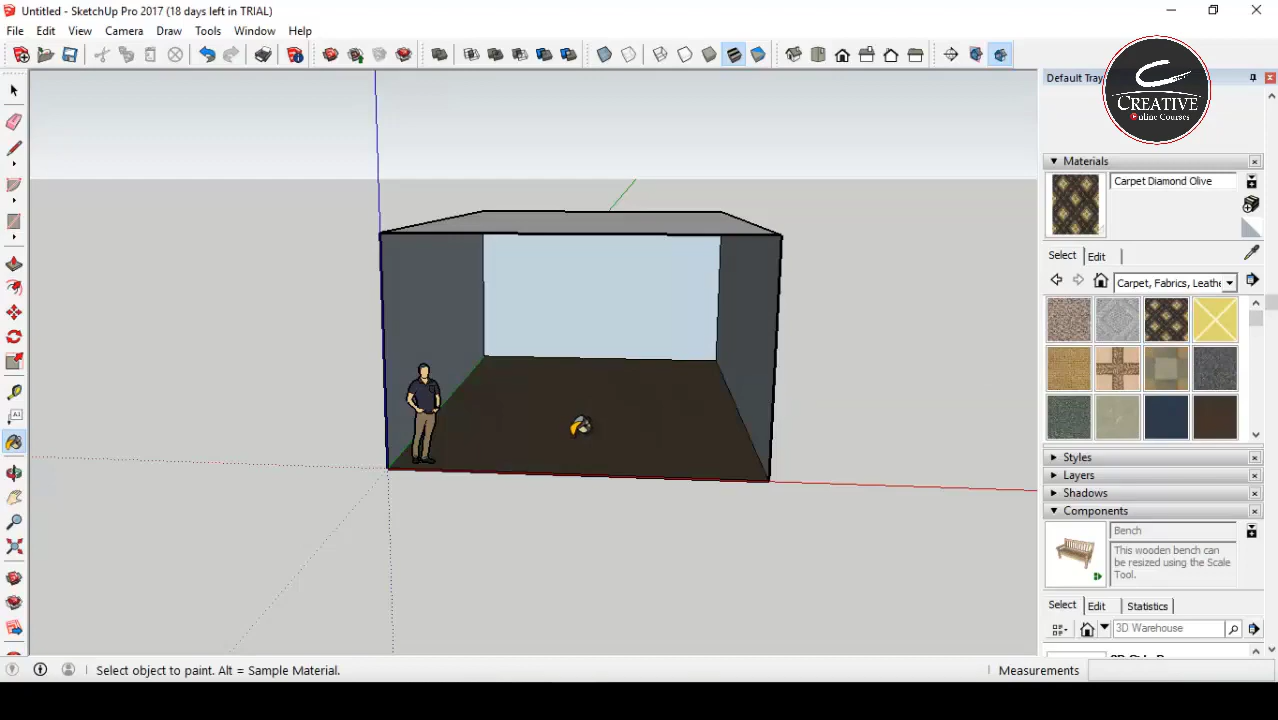 Untitled - SketchUp Pro 2017 (18 days left in TRIAL)
File Edit View Camera Draw Tools Window Help
Default Tray
CREATIVE
Online Courses
Materials
Carpet Diamond Olive
Select Edit
Carpet, Fabrics, Leathe
Styles
Layers
Shadows
Components
Bench
This wooden bench can
be resized using the Scale
Tool.
Select Edit Statistics
3D Warehouse
Select object to paint. Alt = Sample Material.
Measurements